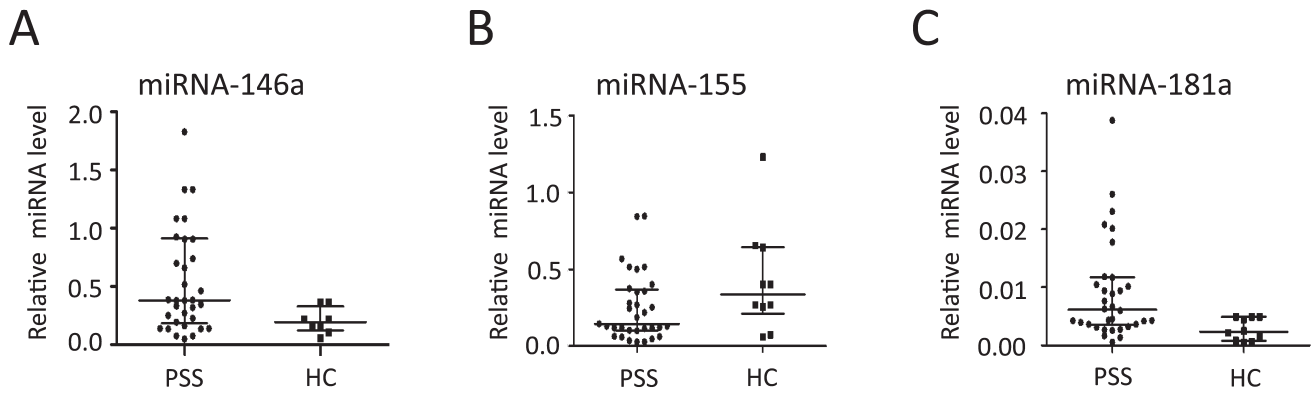 A
miRNA-146a
Relative miRNA level
2.0
1.5
1.0
0.5
0.0
PSS HC
B
miRNA-155
Relative miRNA level
1.5
1.0
0.5
0.0
PSS HC
C
miRNA-181a
Relative miRNA level
0.04
0.03
0.02
0.01
0.00
PSS HC